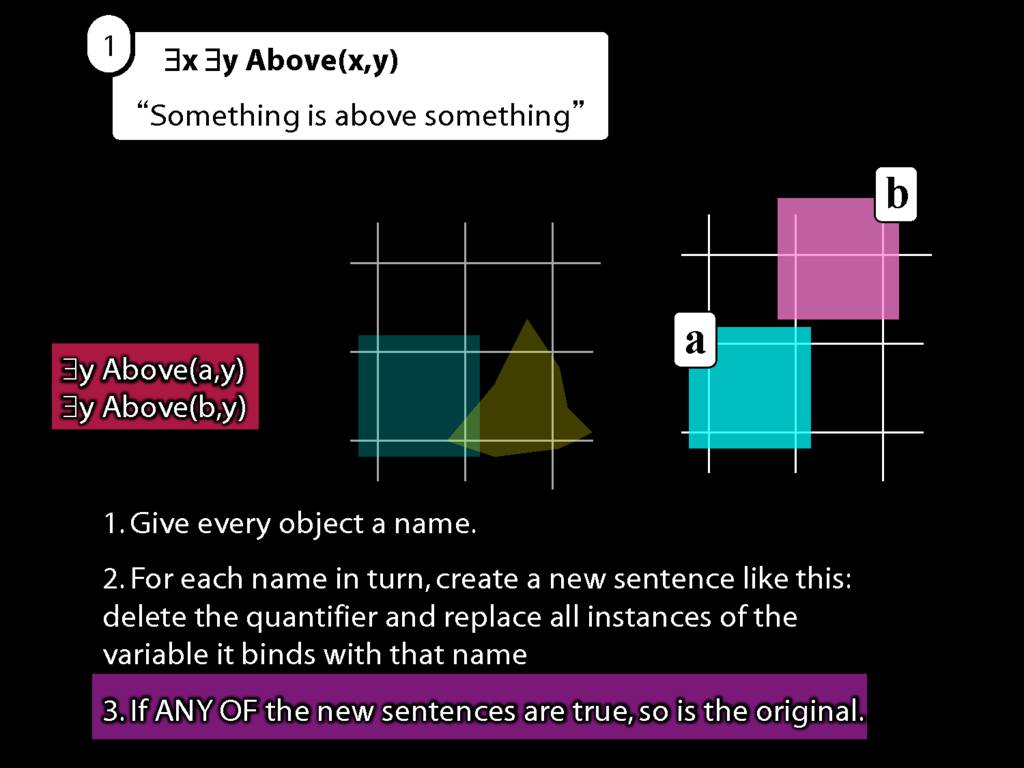 1
∃x ∃y Above(x,y)
“Something is above something”
b
a
∃y Above(a,y)
∃y Above(b,y)
1. Give every object a name.
2. For each name in turn, create a new sentence like this:
delete the quantifier and replace all instances of the
variable it binds with that name
3. If ANY OF the new sentences are true, so is the original.